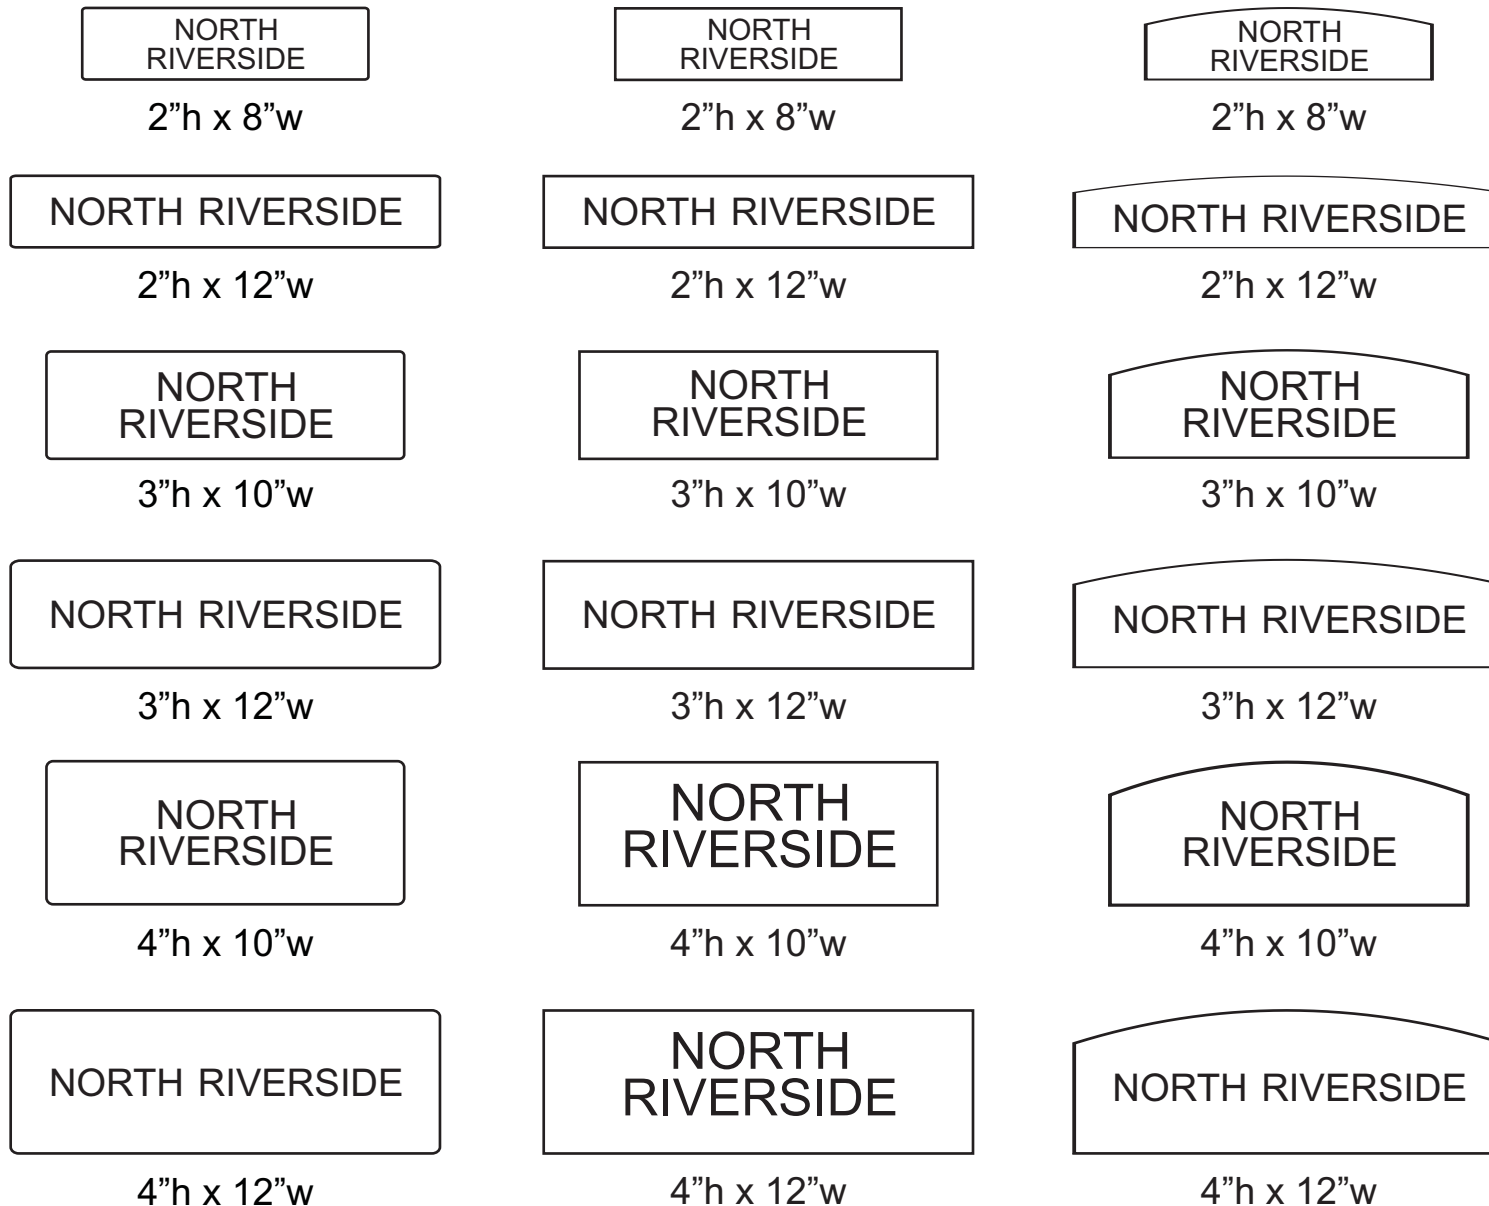 NORTH
RIVERSIDE
2”h x 8”w
NORTH
RIVERSIDE
2”h x 8”w
NORTH
RIVERSIDE
2”h x 8”w
NORTH RIVERSIDE
2”h x 12”w
NORTH RIVERSIDE
2”h x 12”w
NORTH RIVERSIDE
2”h x 12”w
NORTH
RIVERSIDE
3”h x 10”w
NORTH
RIVERSIDE
3”h x 10”w
NORTH
RIVERSIDE
3”h x 10”w
NORTH RIVERSIDE
3”h x 12”w
NORTH RIVERSIDE
3”h x 12”w
NORTH RIVERSIDE
3”h x 12”w
NORTH
RIVERSIDE
4”h x 10”w
NORTH
RIVERSIDE
4”h x 10”w
NORTH
RIVERSIDE
4”h x 10”w
NORTH RIVERSIDE
4”h x 12”w
NORTH
RIVERSIDE
4”h x 12”w
NORTH RIVERSIDE
4”h x 12”w